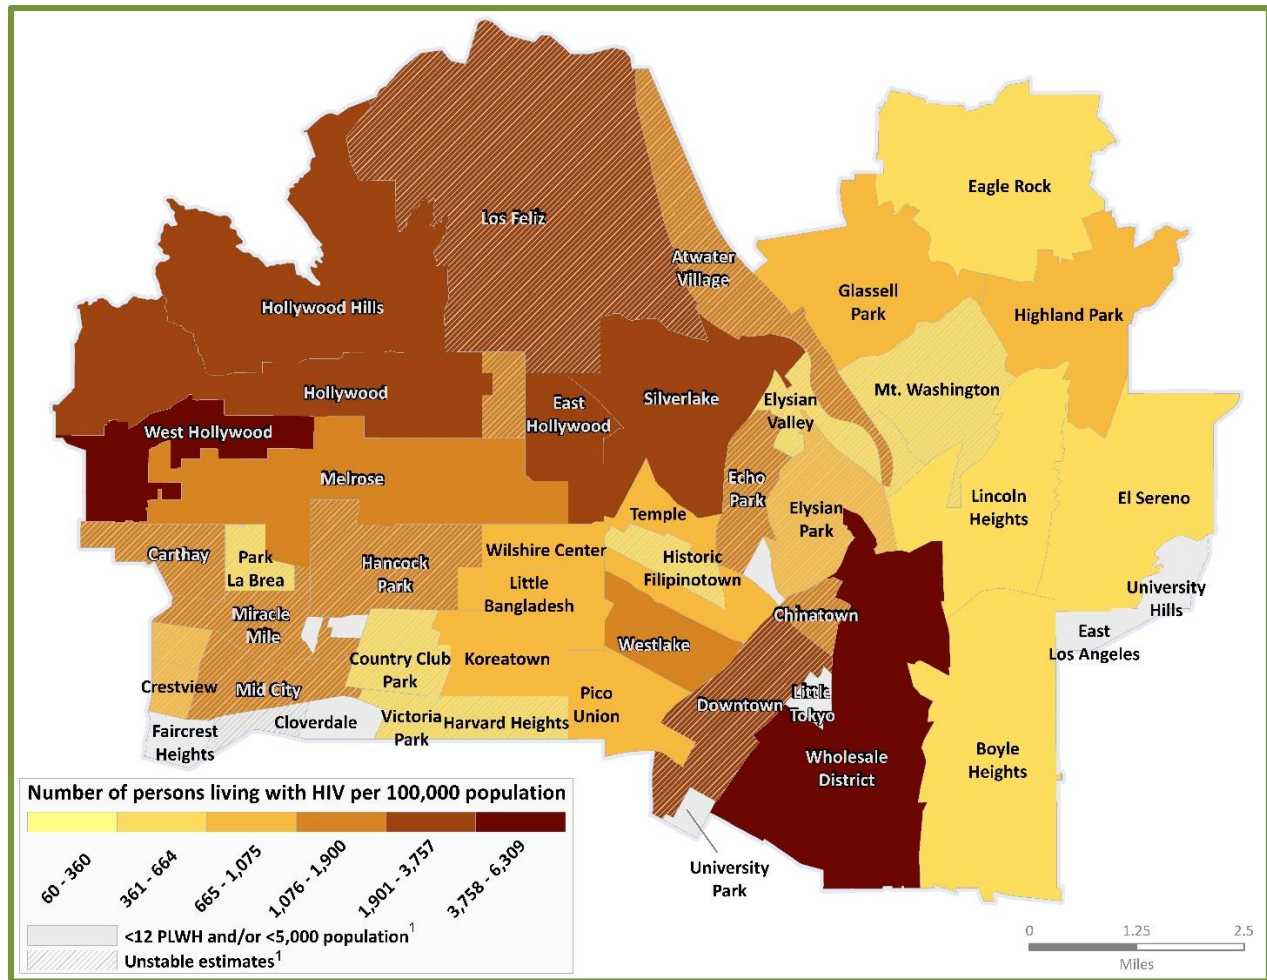 Eagle Rock
Los Feliz
Atwater
Village
Glassell
Park
Hollywood Hills
Highland Park
Hollywood
East
Hollywood
Silverlake
Elysian
Valley
Mt. Washington
West Hollywood
Melrose
Echo
Park
Lincoln
Heights
El Sereno
Temple
Elysian
Park
Carthay
Park
La Brea
Hancock
Park
Wilshire Center
Historic
Filipinotown
Little
Bangladesh
University
Hills
Miracle
Mile
Chinatown
East
Los Angeles
Westlake
Country Club
Park
Koreatown
Crestview
Mid City
Pico
Union
Downtown
Little
Tokyo
Faircrest
Heights
Cloverdale
Victoria
Park
Harvard Heights
Wholesale
District
Boyle
Heights
University
Park
Number of persons living with HIV per 100,000 population
60 - 360
361 - 664
665 - 1,075
1,076 - 1,900
1,901 - 3,757
3,758 - 6,309
<12 PLWH and/or <5,000 population1
Unstable estimates1
0 1.25 2.5
Miles